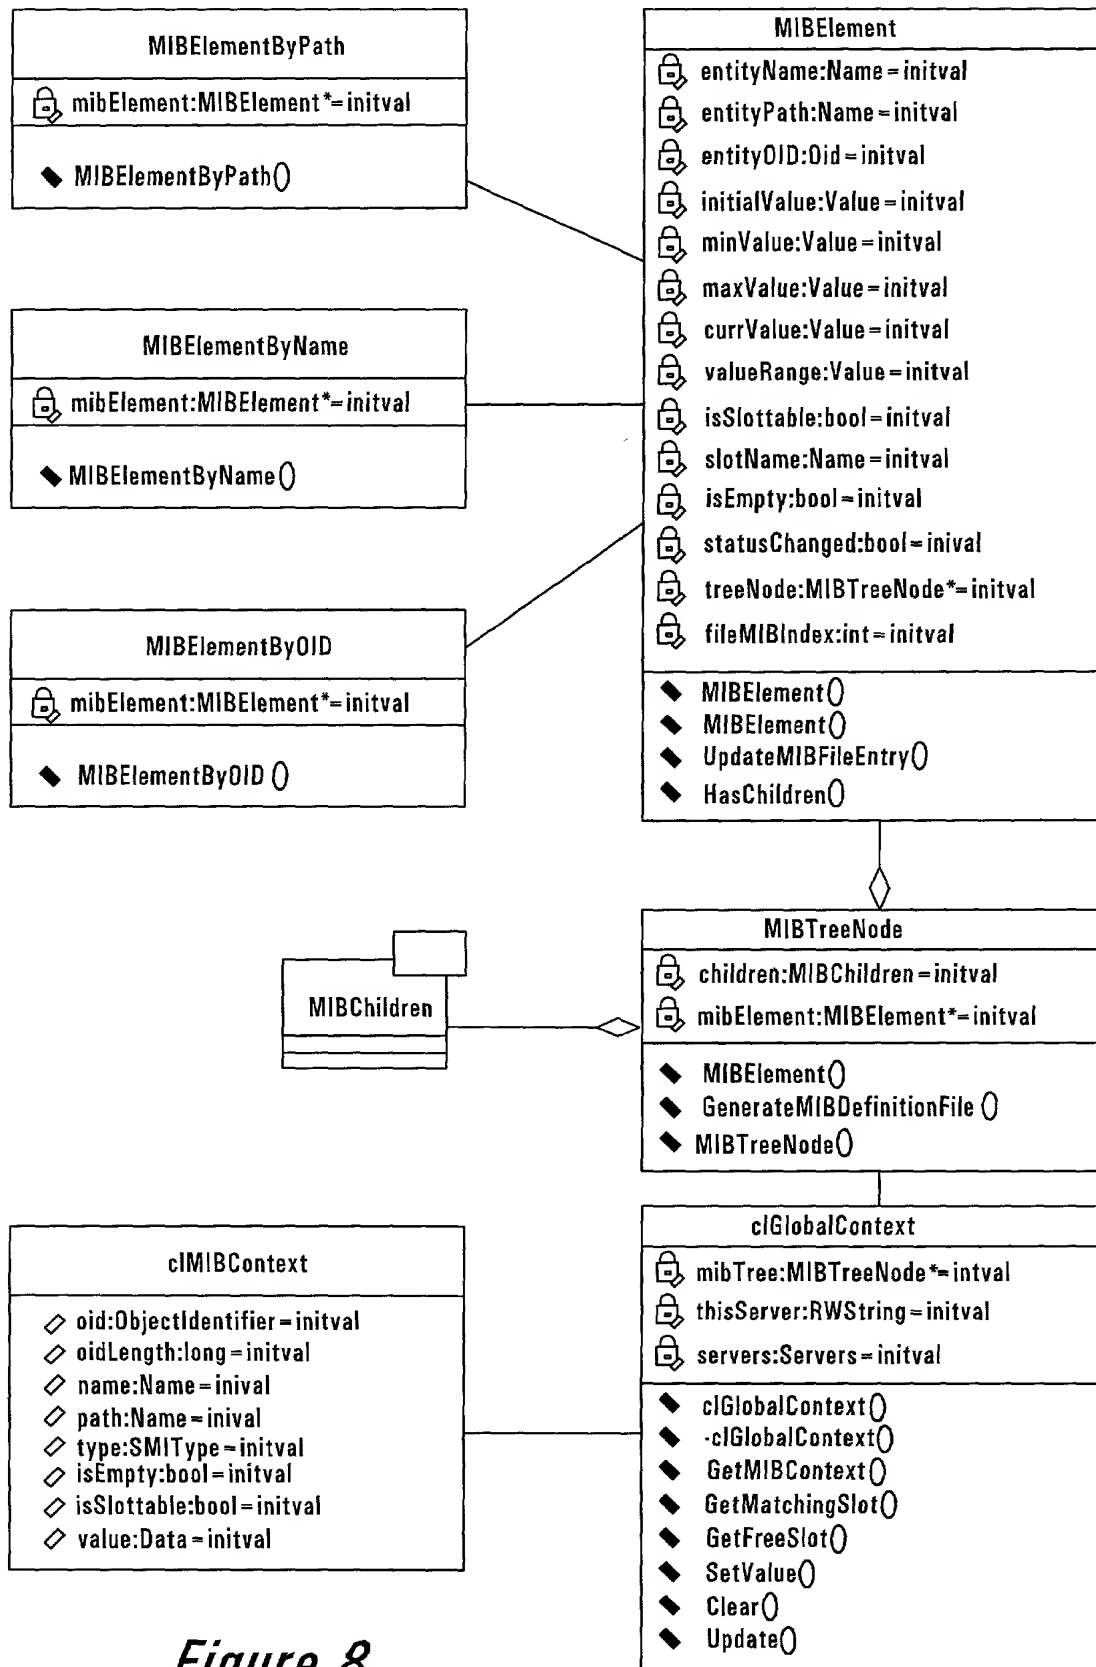 MIBElementByPath
mibElement:MIBElement*=initval
MIBElementByPath()
MIBElementByName
mibElement:MIBElement*=initval
MIBElementByName()
MIBElementByOID
mibElement:MIBElement*=initval
MIBElementByOID ()
MIBElement
entityName:Name=initval
entityPath:Name=initval
entityOID:Oid=initval
initialValue:Value=initval
minValue:Value=initval
maxValue:Value=initval
currValue:Value=initval
valueRange:Value=initval
isSlottable:bool=initval
slotName:Name=initval
isEmpty:bool=initval
statusChanged:bool=inival
treeNode:MIBTreeNode*=initval
fileMIBIndex:int=initval
MIBElement()
MIBElement()
UpdateMIBFileEntry()
HasChildren()
MIBChildren
MIBTreeNode
children:MIBChildren=initval
mibElement:MIBElement*=initval
MIBElement()
GenerateMIBDefinitionFile ()
MIBTreeNode()
clMIBContext
oid:ObjectIdentifier=initval
oidLength:long=initval
name:Name=inival
path:Name=inival
type:SMIType=initval
isEmpty:bool=initval
isSlottable:bool=initval
value:Data=initval
clGlobalContext
mibTree:MIBTreeNode*=intval
thisServer:RWString=initval
servers:Servers=initval
clGlobalContext()
-clGlobalContext()
GetMIBContext()
GetMatchingSlot()
GetFreeSlot()
SetValue()
Clear()
Update()
Figure 8